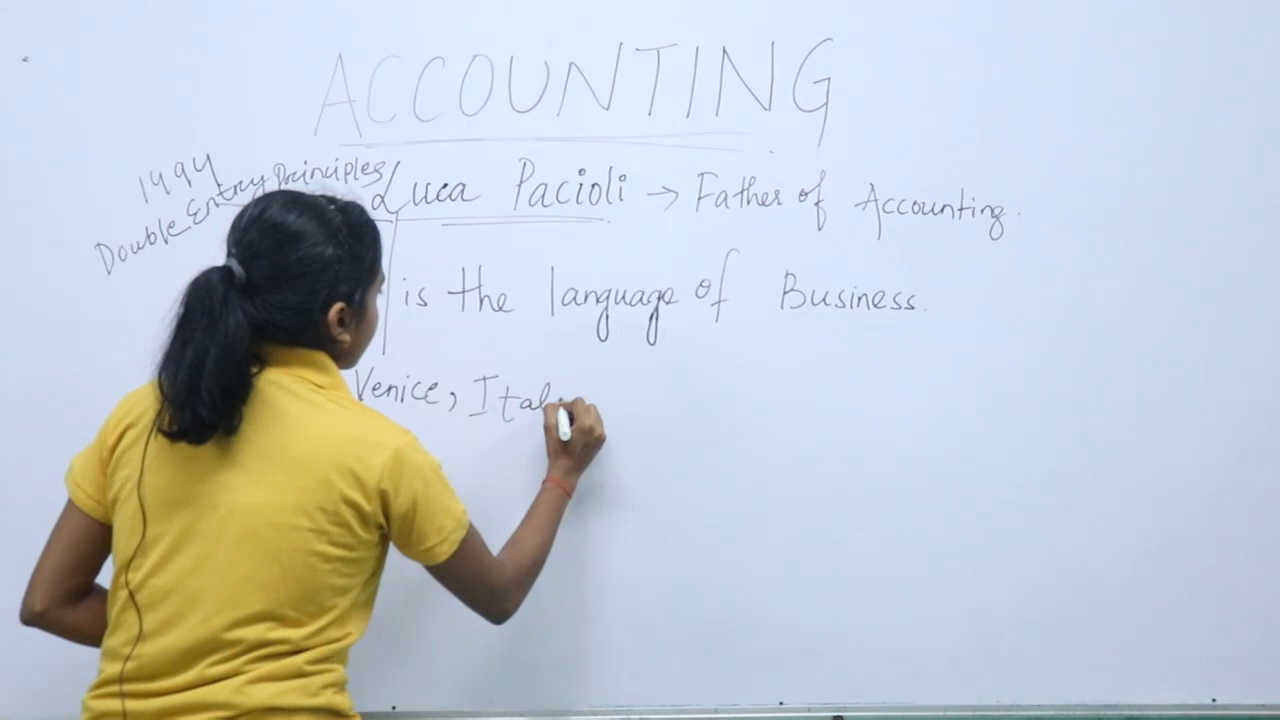 ACCOUNTING
1494
Double Entry Principles
Luca Pacioli → Father of Accounting.
is the language of Business.
Venice, Ital